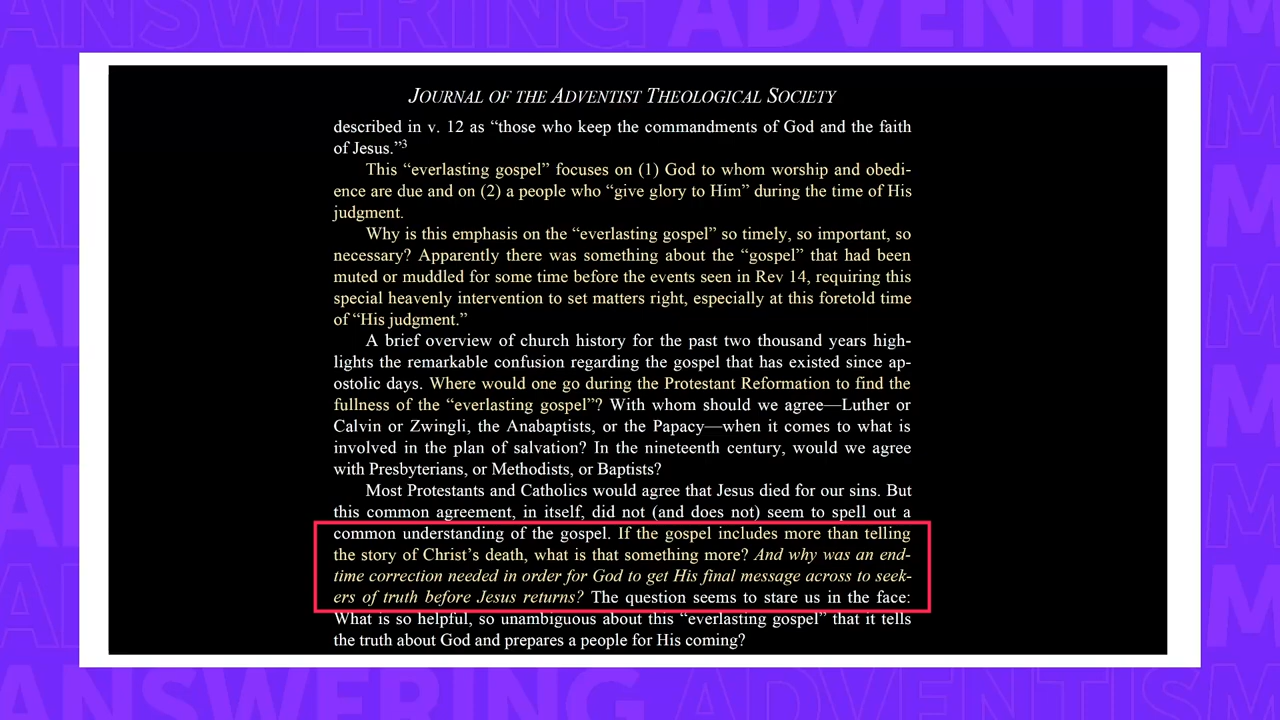 ANSWERING ADVENTISM
JOURNAL OF THE ADVENTIST THEOLOGICAL SOCIETY
described in v. 12 as “those who keep the commandments of God and the faith
of Jesus.”3
This “everlasting gospel” focuses on (1) God to whom worship and obedi-
ence are due and on (2) a people who “give glory to Him” during the time of His
judgment.
Why is this emphasis on the “everlasting gospel” so timely, so important, so
necessary? Apparently there was something about the “gospel” that had been
muted or muddled for some time before the events seen in Rev 14, requiring this
special heavenly intervention to set matters right, especially at this foretold time
of “His judgment.”
A brief overview of church history for the past two thousand years high-
lights the remarkable confusion regarding the gospel that has existed since ap-
ostolic days. Where would one go during the Protestant Reformation to find the
fullness of the “everlasting gospel”? With whom should we agree—Luther or
Calvin or Zwingli, the Anabaptists, or the Papacy—when it comes to what is
involved in the plan of salvation? In the nineteenth century, would we agree
with Presbyterians, or Methodists, or Baptists?
Most Protestants and Catholics would agree that Jesus died for our sins. But
this common agreement, in itself, did not (and does not) seem to spell out a
common understanding of the gospel. If the gospel includes more than telling
the story of Christ’s death, what is that something more? And why was an end-
time correction needed in order for God to get His final message across to seek-
ers of truth before Jesus returns? The question seems to stare us in the face:
What is so helpful, so unambiguous about this “everlasting gospel” that it tells
the truth about God and prepares a people for His coming?
ANSWERING ADVENTISM